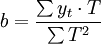 b = \frac{\sum y_t \cdot T}{\sum T^2}